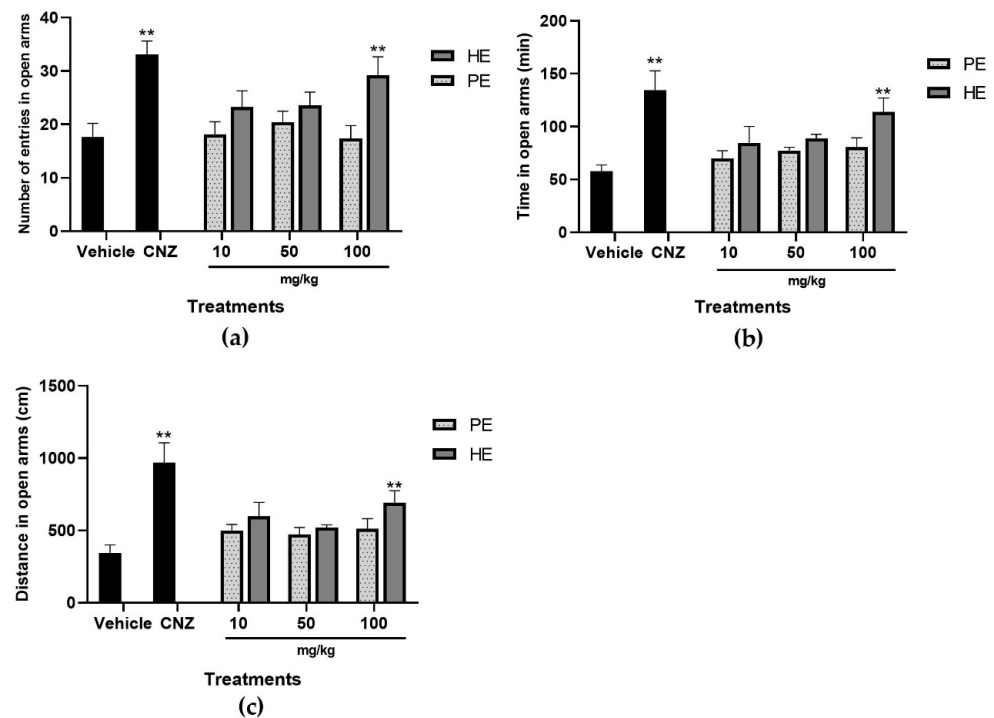 Number of entries in open arms
40
30
20
10
0
**
**
HE
PE
Vehicle CNZ
10 50 100
mg/kg
Treatments
(a)
Time in open arms (min)
200
150
100
50
0
**
**
PE
HE
Vehicle CNZ
10 50 100
mg/kg
Treatments
(b)
Distance in open arms (cm)
1500
1000
500
0
**
**
PE
HE
Vehicle CNZ
10 50 100
mg/kg
Treatments
(c)